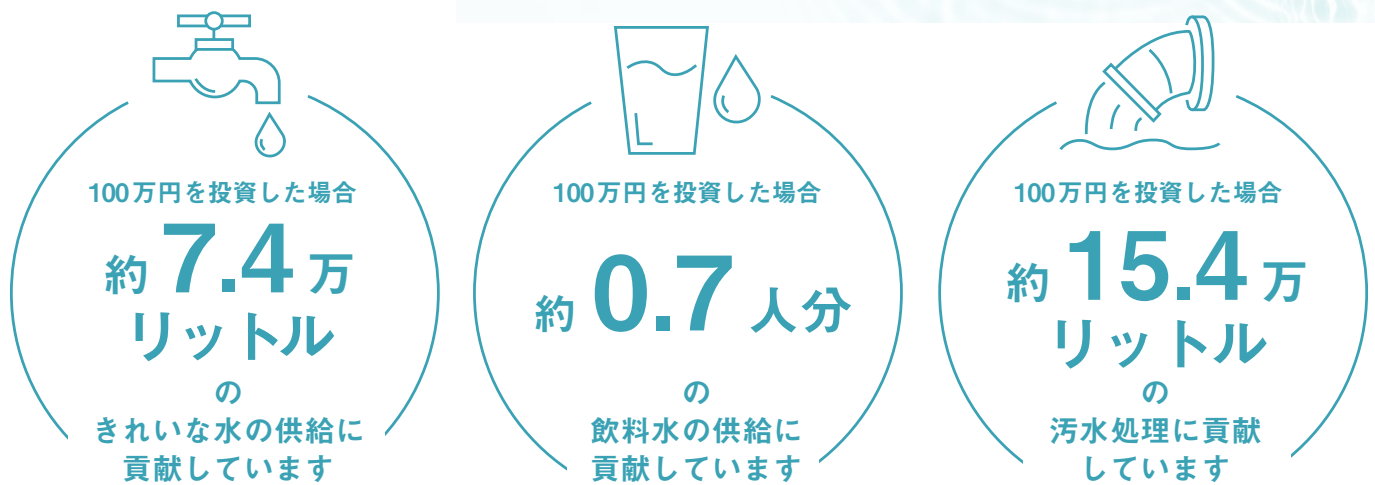 100万円を投資した場合
約7.4万
リットル
の
きれいな水の供給に
貢献しています
100万円を投資した場合
約0.7人分
の
飲料水の供給に
貢献しています
100万円を投資した場合
約15.4万
リットル
の
汚水処理に貢献
しています